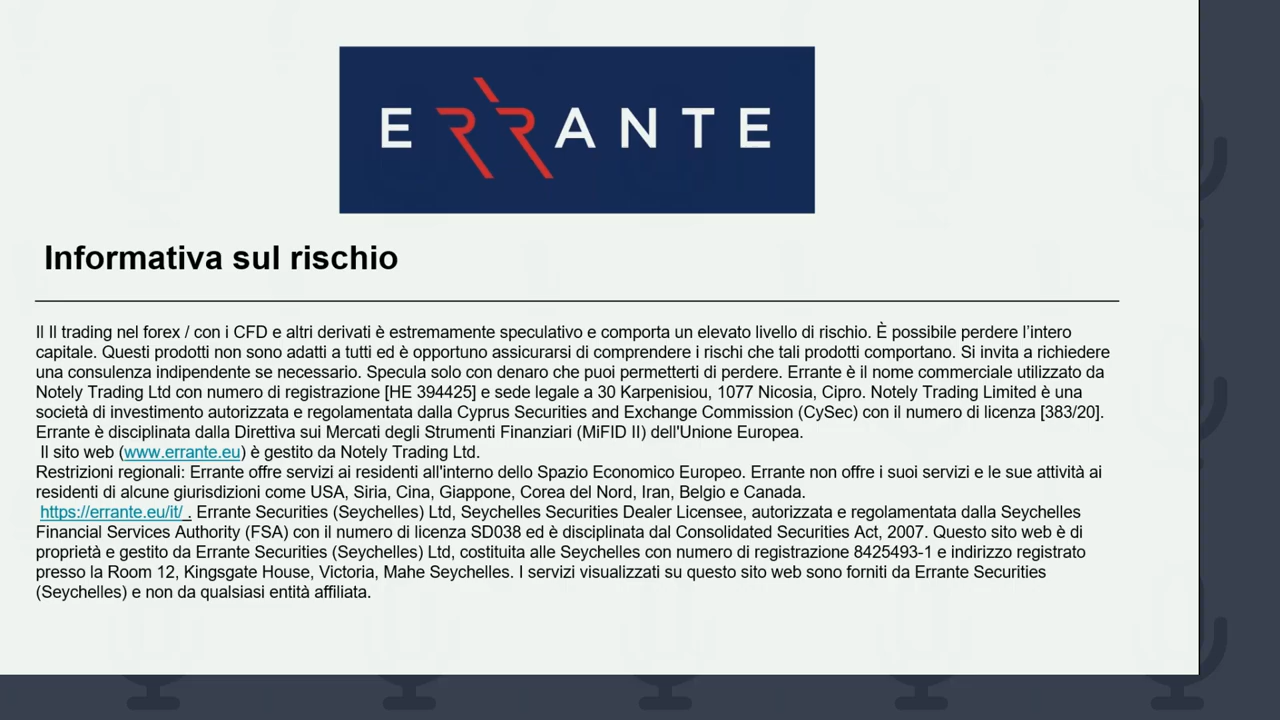 ERRANTE
Informativa sul rischio
Il Il trading nel forex / con i CFD e altri derivati è estremamente speculativo e comporta un elevato livello di rischio. È possibile perdere l’intero
capitale. Questi prodotti non sono adatti a tutti ed è opportuno assicurarsi di comprendere i rischi che tali prodotti comportano. Si invita a richiedere
una consulenza indipendente se necessario. Specula solo con denaro che puoi permetterti di perdere. Errante è il nome commerciale utilizzato da
Notely Trading Ltd con numero di registrazione [HE 394425] e sede legale a 30 Karpenisiou, 1077 Nicosia, Cipro. Notely Trading Limited è una
società di investimento autorizzata e regolamentata dalla Cyprus Securities and Exchange Commission (CySec) con il numero di licenza [383/20].
Errante è disciplinata dalla Direttiva sui Mercati degli Strumenti Finanziari (MiFID II) dell'Unione Europea.
Il sito web (www.errante.eu) è gestito da Notely Trading Ltd.
Restrizioni regionali: Errante offre servizi ai residenti all'interno dello Spazio Economico Europeo. Errante non offre i suoi servizi e le sue attività ai
residenti di alcune giurisdizioni come USA, Siria, Cina, Giappone, Corea del Nord, Iran, Belgio e Canada.
https://errante.eu/it/ . Errante Securities (Seychelles) Ltd, Seychelles Securities Dealer Licensee, autorizzata e regolamentata dalla Seychelles
Financial Services Authority (FSA) con il numero di licenza SD038 ed è disciplinata dal Consolidated Securities Act, 2007. Questo sito web è di
proprietà e gestito da Errante Securities (Seychelles) Ltd, costituita alle Seychelles con numero di registrazione 8425493-1 e indirizzo registrato
presso la Room 12, Kingsgate House, Victoria, Mahe Seychelles. I servizi visualizzati su questo sito web sono forniti da Errante Securities
(Seychelles) e non da qualsiasi entità affiliata.